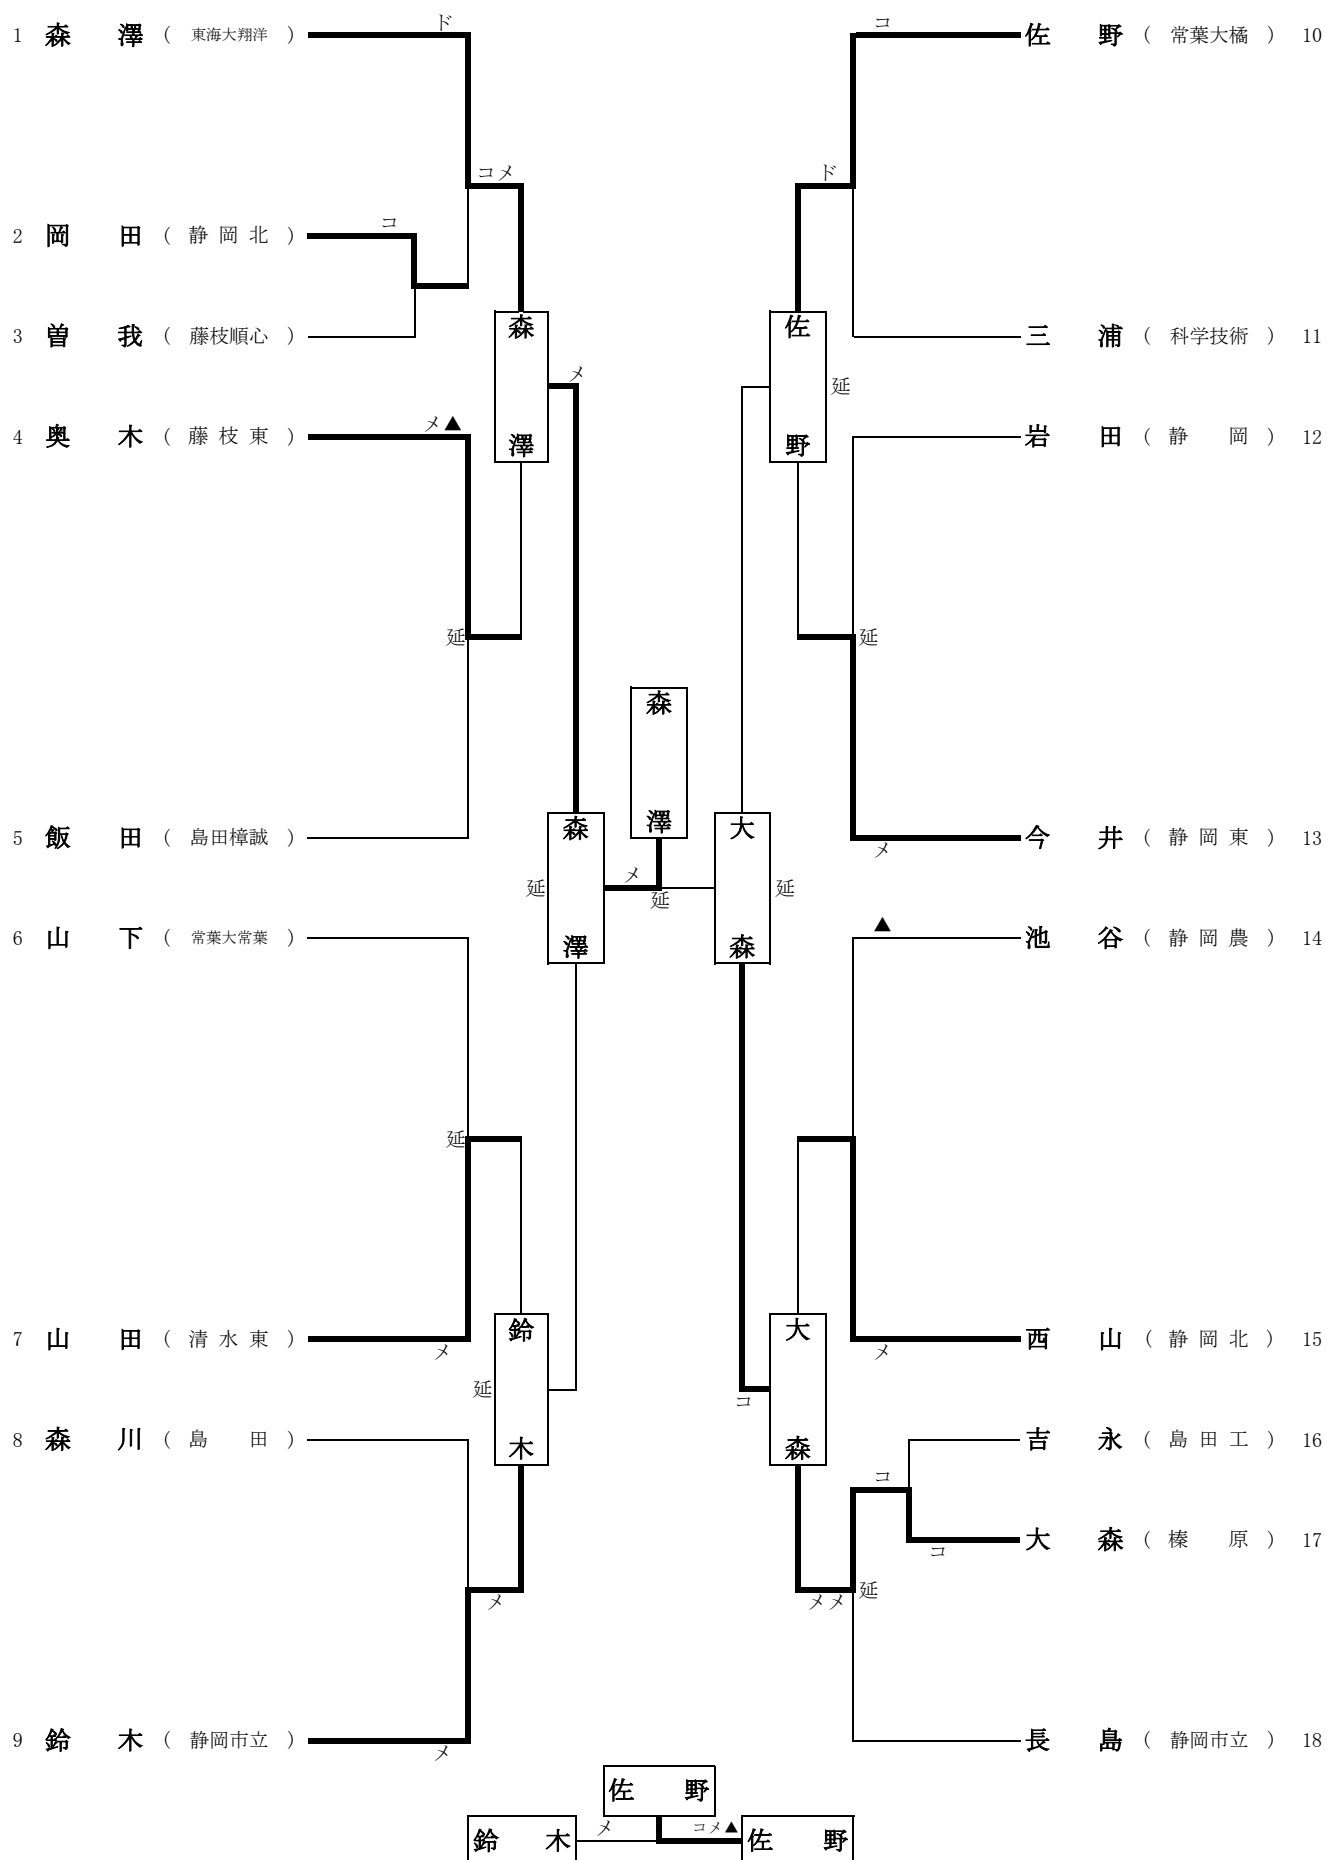 ド
コ
1 森 澤 （ 東海大翔洋 ）
佐 野 （ 常葉大橘 ） 10
コメ
ド
コ
2 岡 田 （ 静 岡 北 ）
3 曽 我 （ 藤枝順心 ）
三 浦 （ 科学技術 ） 11
森 澤
佐 野
メ
延
メ▲
4 奥 木 （ 藤 枝 東 ）
岩 田 （ 静 岡 ） 12
延
延
森 澤
5 飯 田 （ 島田樟誠 ）
今 井 （ 静 岡 東 ） 13
メ
森 澤
大 森
延
メ
延
延
6 山 下 （ 常葉大常葉 ）
▲
池 谷 （ 静 岡 農 ） 14
延
7 山 田 （ 清 水 東 ）
メ
西 山 （ 静 岡 北 ） 15
メ
鈴 木
大 森
延
コ
8 森 川 （ 島 田 ）
吉 永 （ 島 田 工 ） 16
コ
大 森 （ 榛 原 ） 17
コ
メ
メメ
延
9 鈴 木 （ 静岡市立 ）
メ
長 島 （ 静岡市立 ） 18
佐 野
鈴 木
メ
コメ▲
佐 野